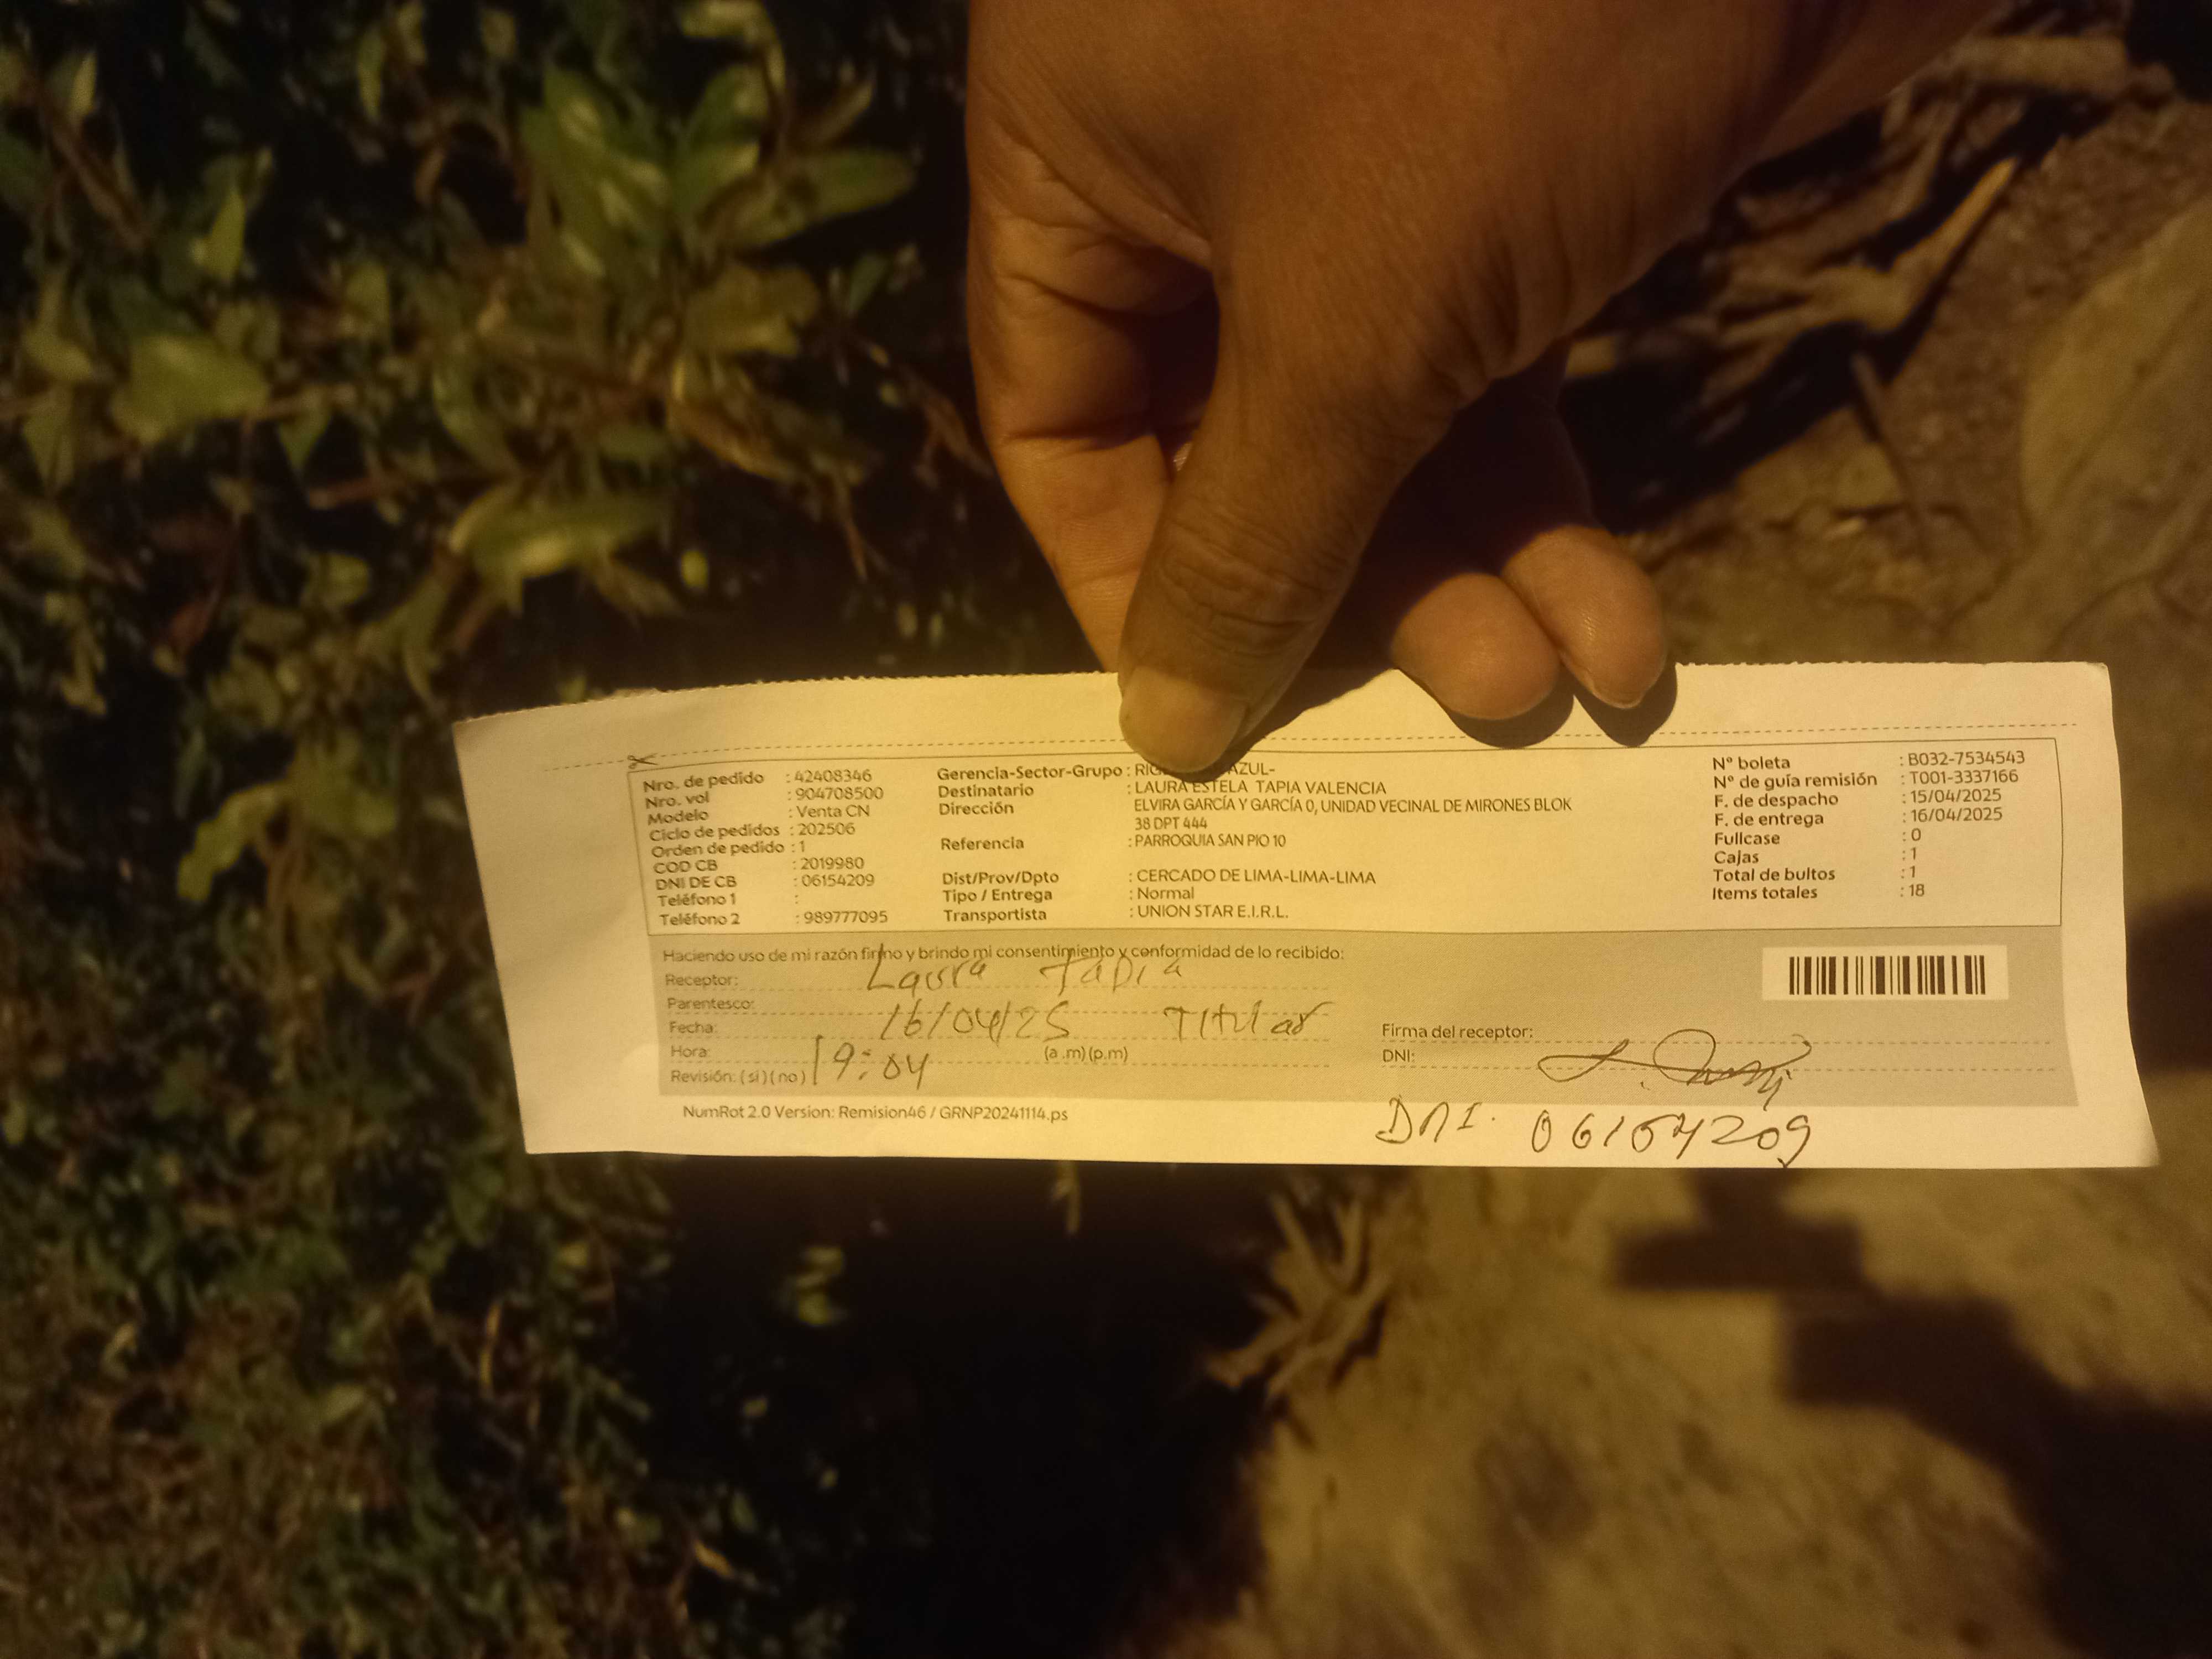 Nro. de pedido : 42408346
Nro. vol : 904708500
Modelo : Venta CN
Ciclo de pedidos : 202506
Orden de pedido : 1
COD CB : 2019980
DNI DE CB : 06154209
Teléfono 1 :
Teléfono 2 : 989777095
Gerencia-Sector-Grupo : AZUL-
Destinatario : LAURA ESTELA TAPIA VALENCIA
Dirección ELVIRA GARCÍA Y GARCÍA 0, UNIDAD VECINAL DE MIRONES BLOK
38 DPT 444
Referencia : PARROQUIA SAN PIO 10
Dist/Prov/Dpto : CERCADO DE LIMA-LIMA-LIMA
Tipo / Entrega : Normal
Transportista : UNION STAR E.I.R.L.
N° boleta : B032-7534543
N° de guía remisión : T001-3337166
F. de despacho : 15/04/2025
F. de entrega : 16/04/2025
Fullcase : 0
Cajas : 1
Total de bultos : 1
Items totales : 18
Haciendo uso de mi razón firmo y brindo mi consentimiento y conformidad de lo recibido:
Receptor: Laura Tapia
Parentesco:
Fecha: 16/04/25 Titular
Hora: 19:04 (a.m) (p.m)
Revisión: (si) (no)
Firma del receptor:
DNI:
DNI. 06154209
NumRot 2.0 Version: Remision46 / GRNP20241114.ps